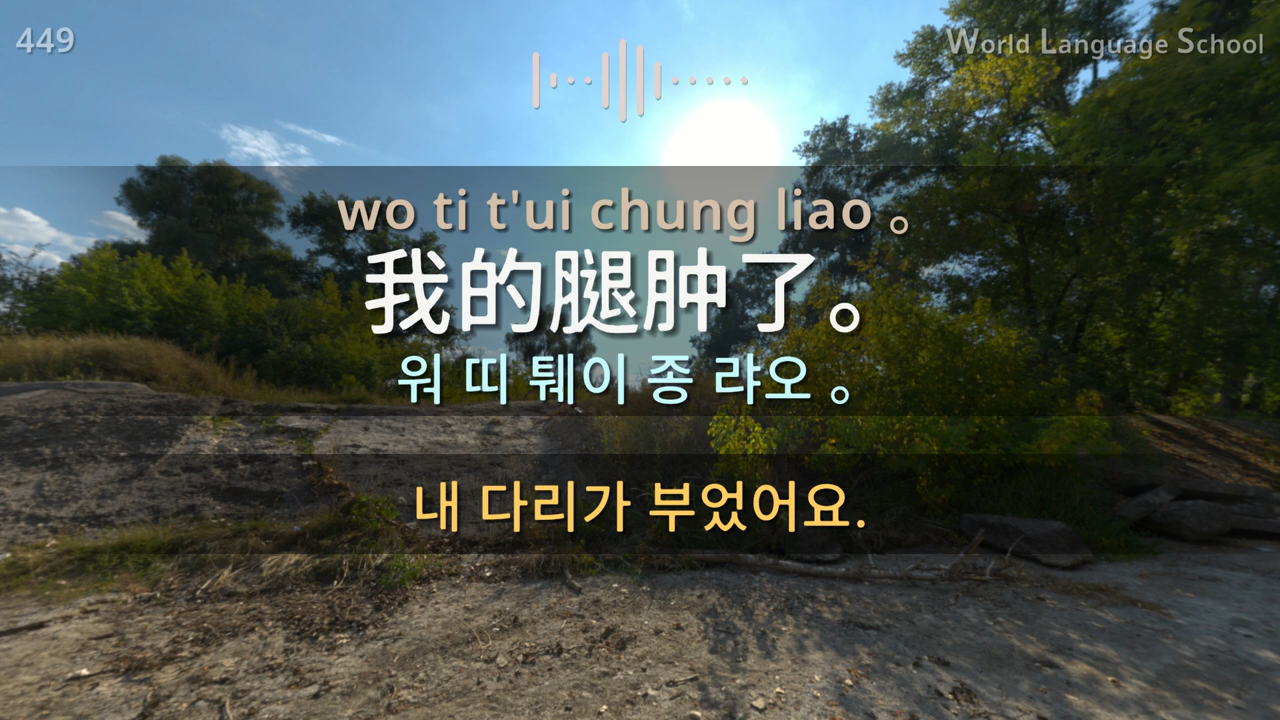 449
World Language School
wo ti t'ui chung liao 。
我的腿肿了。
워 띠 퉤이 종 랴오 。
내 다리가 부었어요.